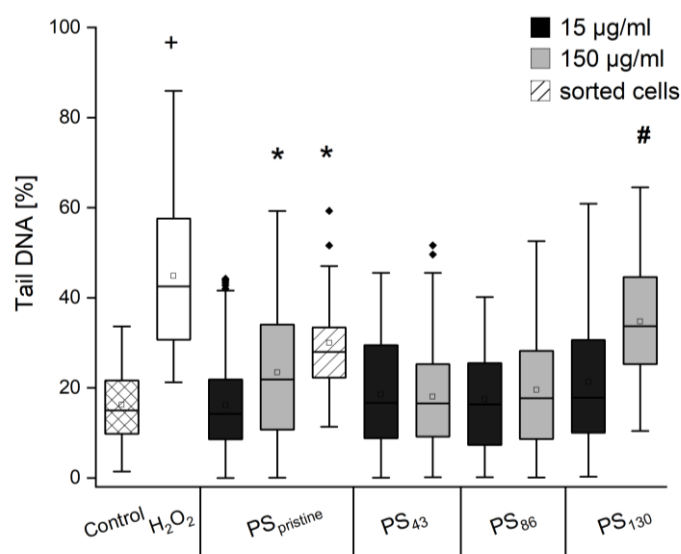 100
80
60
40
20
0
Tail DNA [%]
15 µg/ml
150 µg/ml
sorted cells
+
*
*
#
Control
H₂O₂
PS_pristine
PS₄₃
PS₈₆
PS₁₃₀